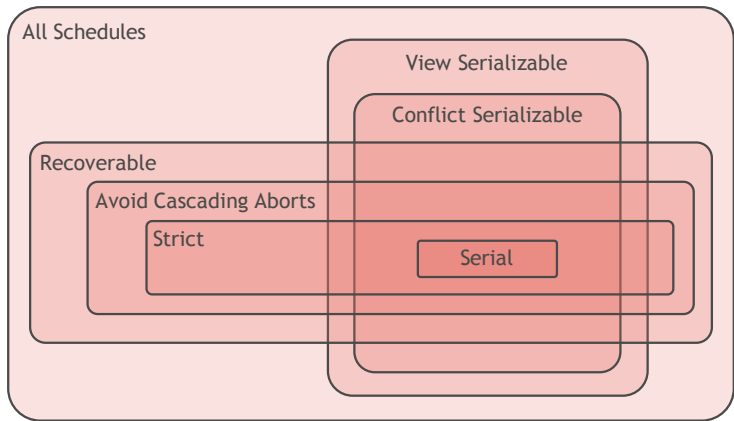 All Schedules
View Serializable
Conflict Serializable
Recoverable
Avoid Cascading Aborts
Strict
Serial